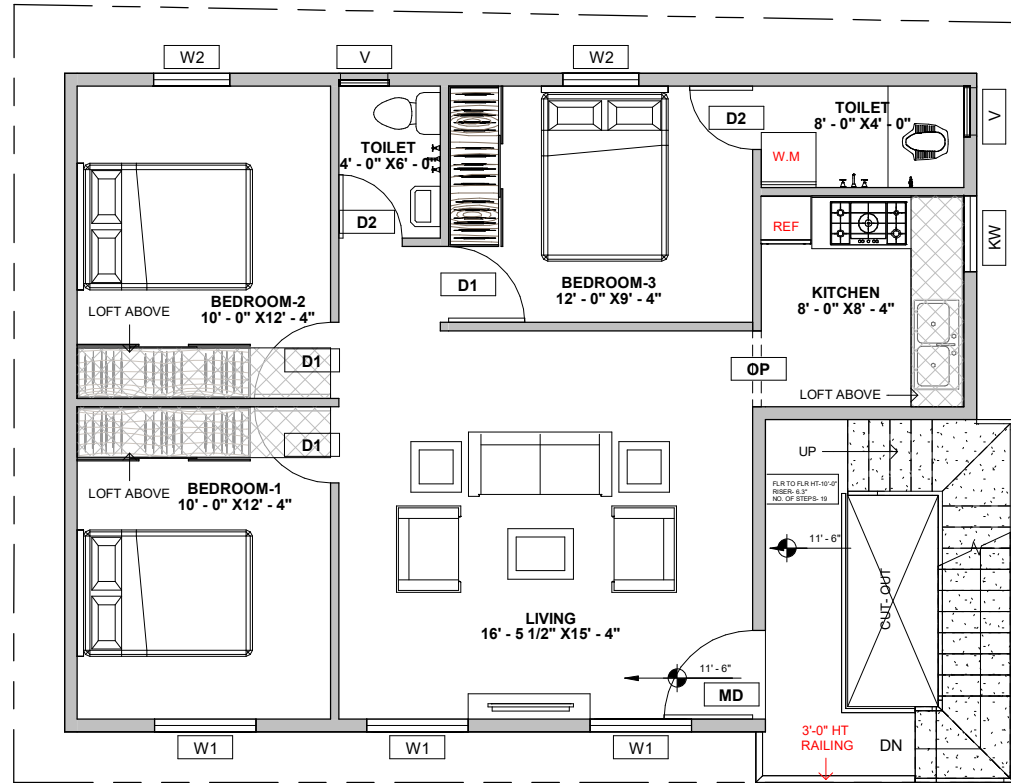 W2
V
W2
V
TOILET
4' - 0" X6' - 0"
D2
D2
TOILET
8' - 0" X4' - 0"
W.M
REF
KW
D1
BEDROOM-3
12' - 0" X9' - 4"
KITCHEN
8' - 0" X8' - 4"
BEDROOM-2
10' - 0" X12' - 4"
LOFT ABOVE
D1
OP
LOFT ABOVE
D1
LOFT ABOVE
BEDROOM-1
10' - 0" X12' - 4"
UP
FLR TO FLR HT-10'-0"
RISER- 6.3"
NO. OF STEPS- 19
11' - 6"
CUT- OUT
LIVING
16' - 5 1/2" X15' - 4"
11' - 6"
MD
3'-0" HT
RAILING
DN
W1
W1
W1